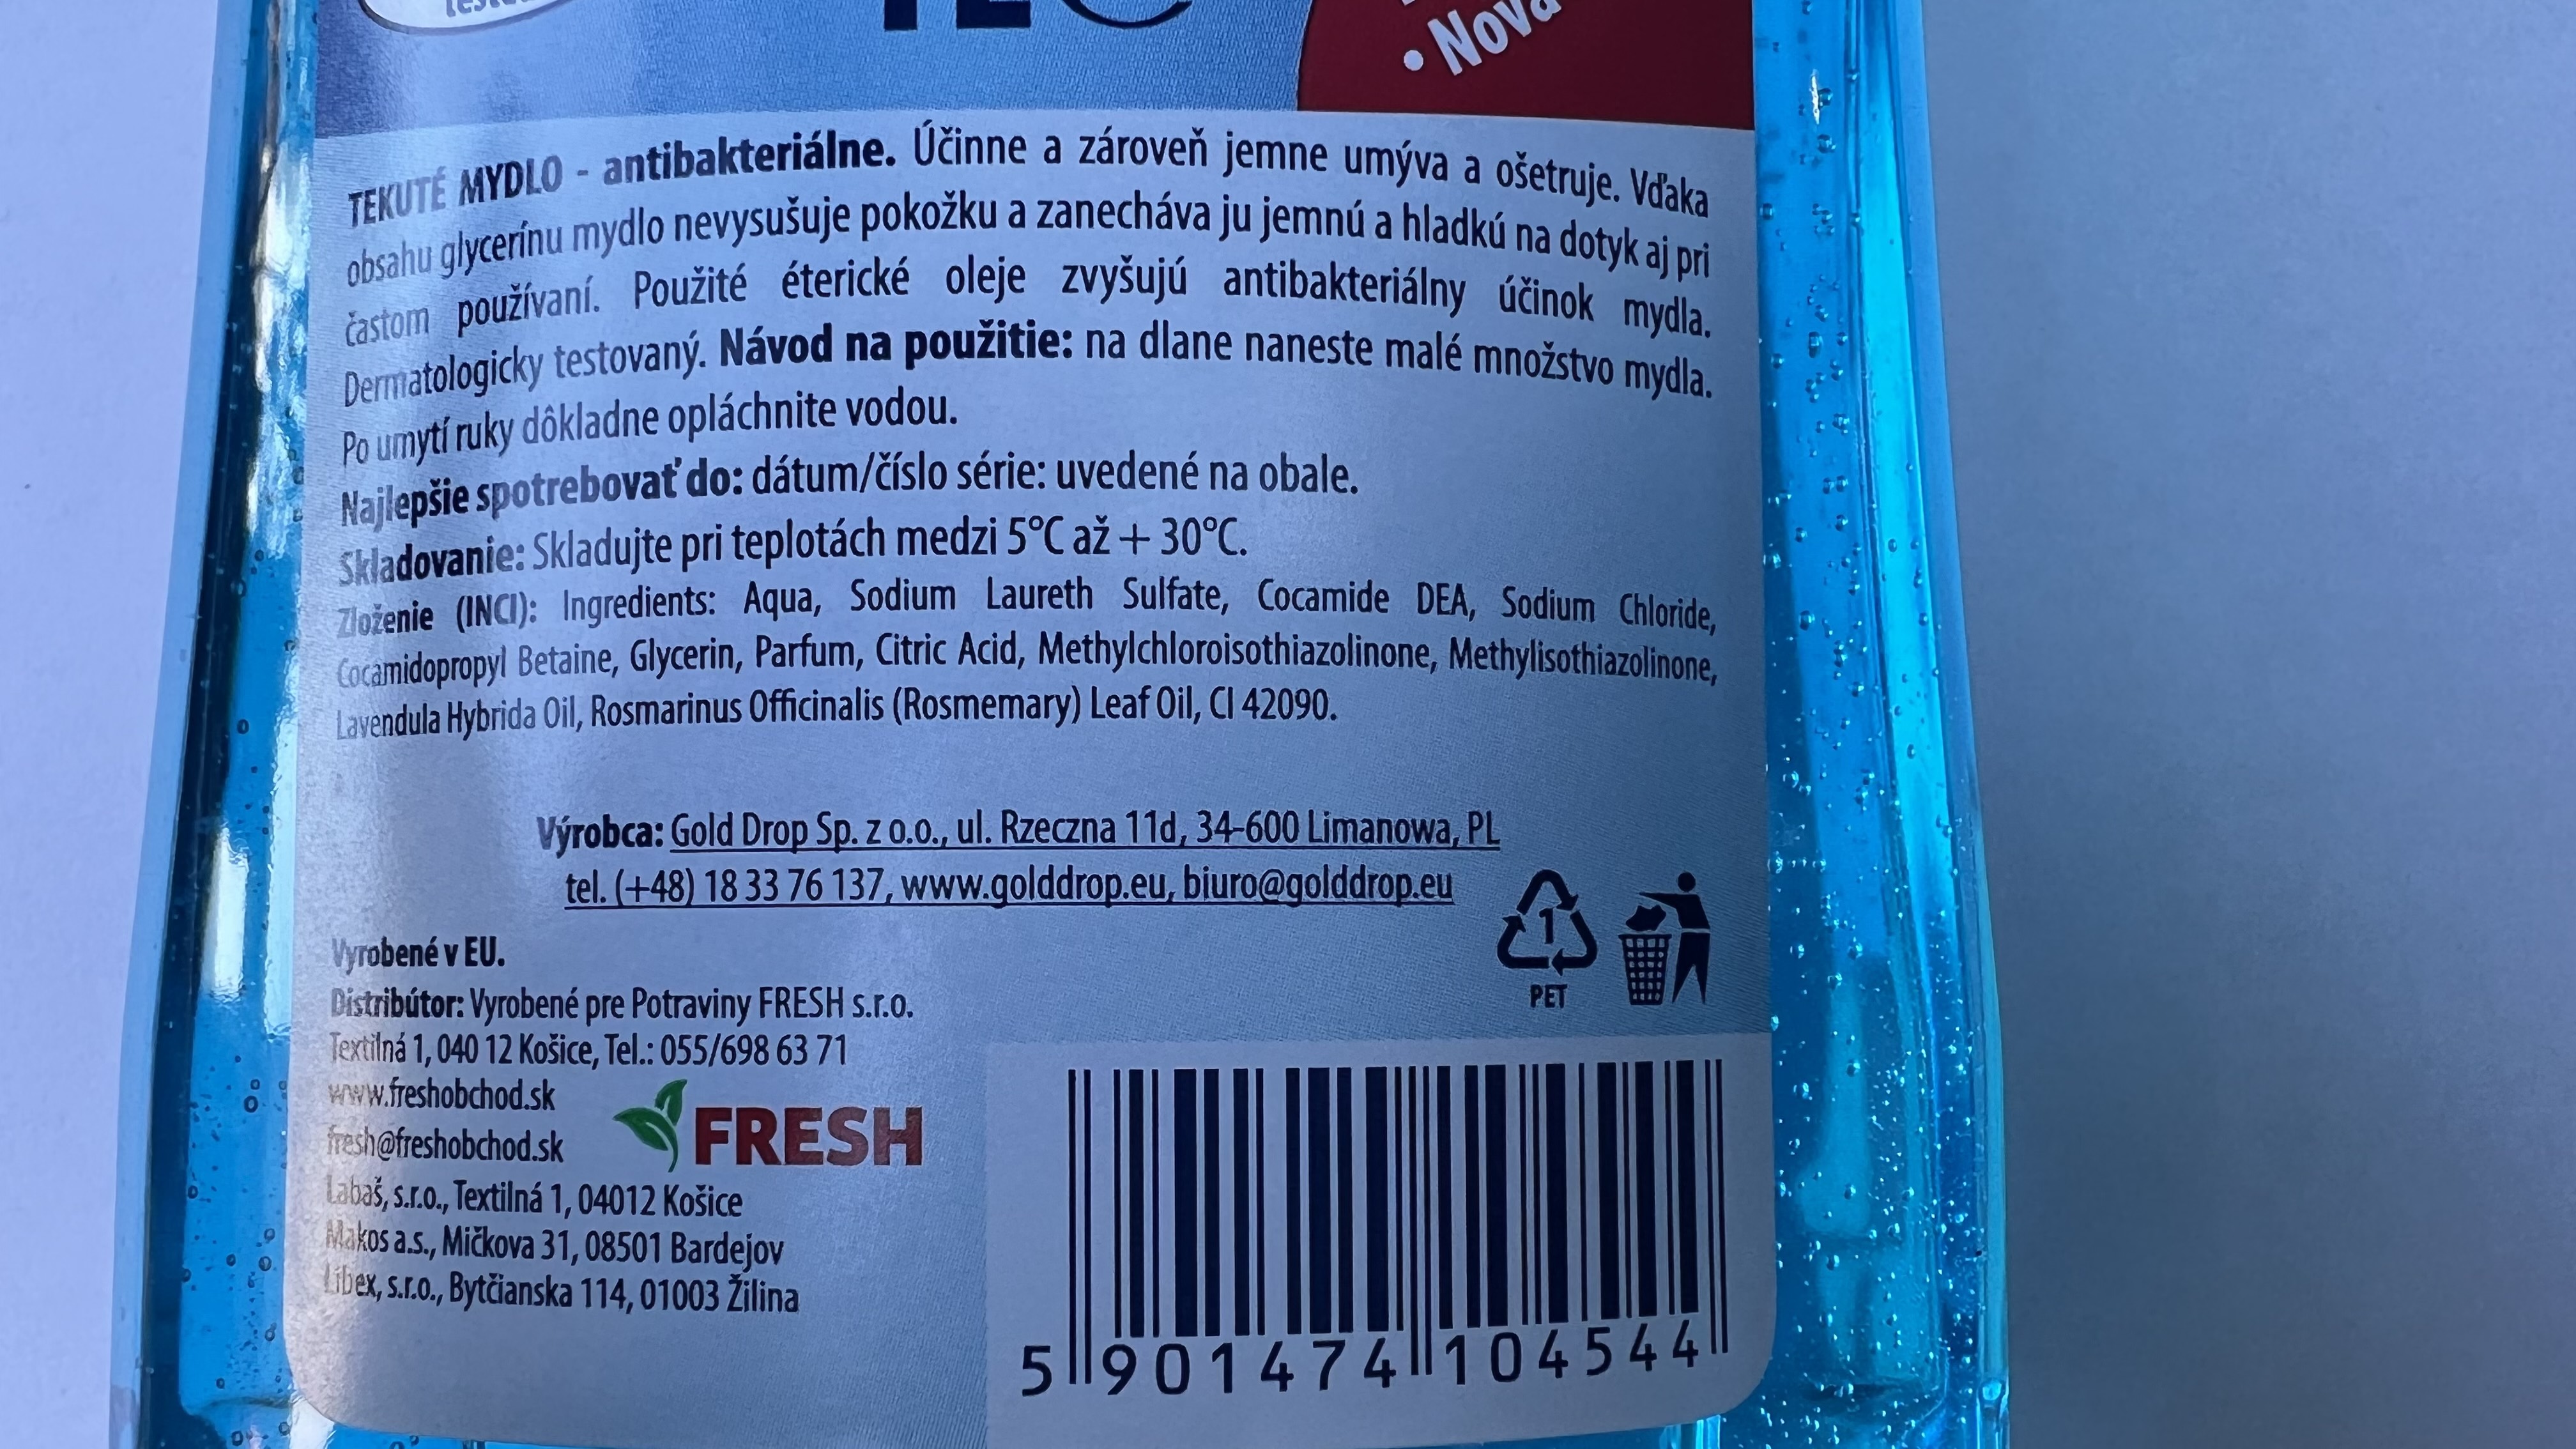 • Nová
TEKUTÉ MYDLO - antibakteriálne. Účinne a zároveň jemne umýva a ošetruje. Vďaka
obsahu glycerínu mydlo nevysušuje pokožku a zanecháva ju jemnú a hladkú na dotyk aj pri
častom používaní. Použité éterické oleje zvyšujú antibakteriálny účinok mydla.
Dermatologicky testovaný. Návod na použitie: na dlane naneste malé množstvo mydla.
Po umytí ruky dôkladne opláchnite vodou.
Najlepšie spotrebovať do: dátum/číslo série: uvedené na obale.
Skladovanie: Skladujte pri teplotách medzi 5°C až + 30°C.
Zloženie (INCI): Ingredients: Aqua, Sodium Laureth Sulfate, Cocamide DEA, Sodium Chloride,
Cocamidopropyl Betaine, Glycerin, Parfum, Citric Acid, Methylchloroisothiazolinone, Methylisothiazolinone,
Lavendula Hybrida Oil, Rosmarinus Officinalis (Rosmemary) Leaf Oil, CI 42090.
Výrobca: Gold Drop Sp. z o.o., ul. Rzeczna 11d, 34-600 Limanowa, PL
tel. (+48) 18 33 76 137, www.golddrop.eu, biuro@golddrop.eu
1
PET
Vyrobené v EU.
Distribútor: Vyrobené pre Potraviny FRESH s.r.o.
Textilná 1, 040 12 Košice, Tel.: 055/698 63 71
www.freshobchod.sk
fresh@freshobchod.sk
FRESH
Labaš, s.r.o., Textilná 1, 04012 Košice
Makos a.s., Mičkova 31, 08501 Bardejov
Libex, s.r.o., Bytčianska 114, 01003 Žilina
5 901474 104544